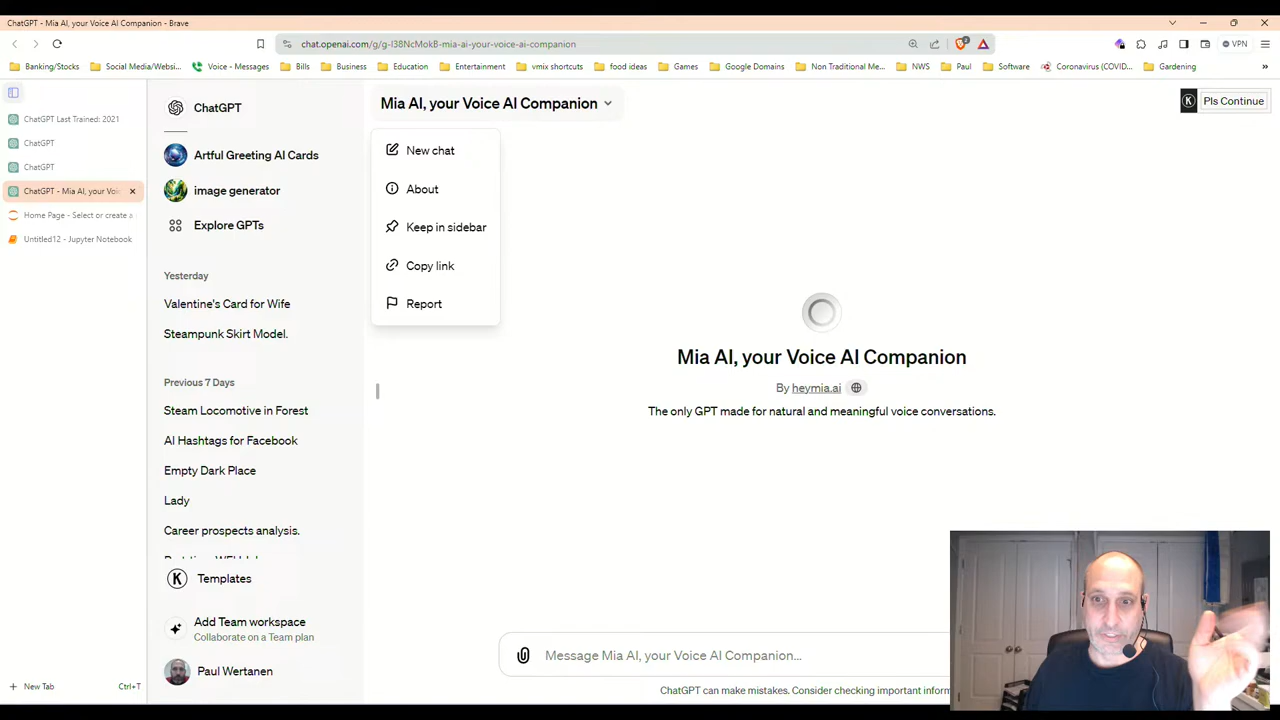 ChatGPT - Mia AI, your Voice AI Companion - Brave
chat.openai.com/g/g-l38NcMokB-mia-ai-your-voice-ai-companion
VPN
Banking/Stocks
Social Media/Websi...
Voice - Messages
Bills
Business
Education
Entertainment
vmix shortcuts
food ideas
Games
Google Domains
Non Traditional Me...
NWS
Paul
Software
Coronavirus (COVID...
Gardening
ChatGPT Last Trained: 2021
ChatGPT
ChatGPT
ChatGPT - Mia AI, your Voi
Home Page - Select or create a
Untitled12 - Jupyter Notebook
New Tab
Ctrl+T
ChatGPT
Artful Greeting AI Cards
image generator
Explore GPTs
Yesterday
Valentine's Card for Wife
Steampunk Skirt Model.
Previous 7 Days
Steam Locomotive in Forest
AI Hashtags for Facebook
Empty Dark Place
Lady
Career prospects analysis.
K Templates
Add Team workspace
Collaborate on a Team plan
Paul Wertanen
Mia AI, your Voice AI Companion
New chat
About
Keep in sidebar
Copy link
Report
K Pls Continue
Mia AI, your Voice AI Companion
By heymia.ai
The only GPT made for natural and meaningful voice conversations.
Message Mia AI, your Voice AI Companion...
ChatGPT can make mistakes. Consider checking important inform